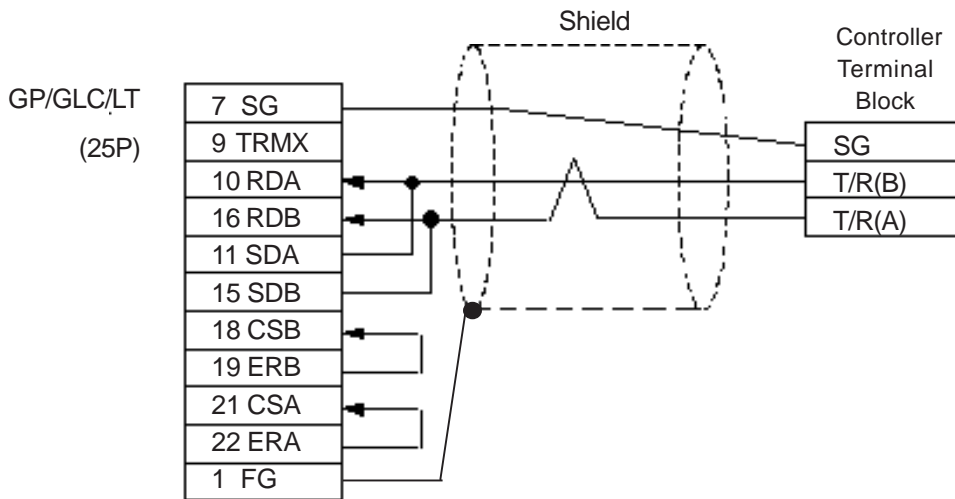 Shield
Controller
Terminal
Block
GP/GLC/LT
(25P)
7 SG
9 TRMX
10 RDA
16 RDB
11 SDA
15 SDB
18 CSB
19 ERB
21 CSA
22 ERA
1 FG
SG
T/R(B)
T/R(A)